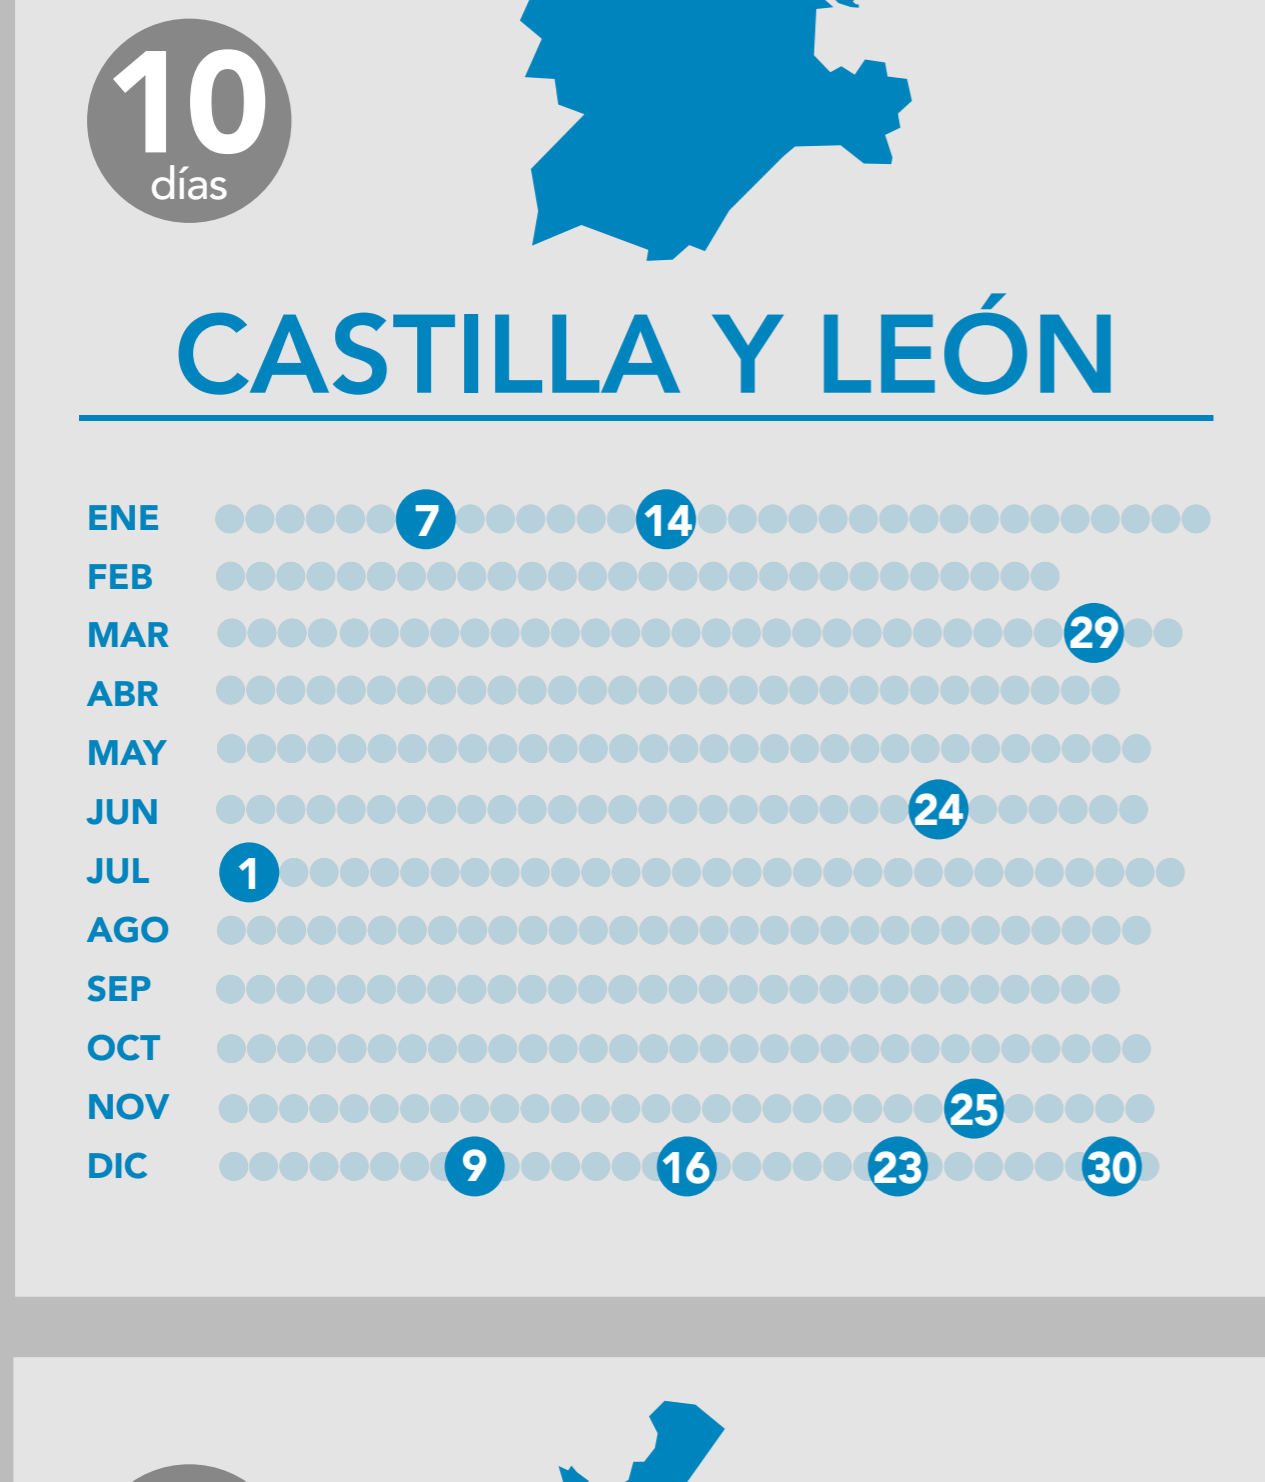 10
días
CASTILLA Y LEÓN
ENE 7 14
FEB
MAR 29
ABR
MAY
JUN 24
JUL 1
AGO
SEP
OCT
NOV 25
DIC 9 16 23 30